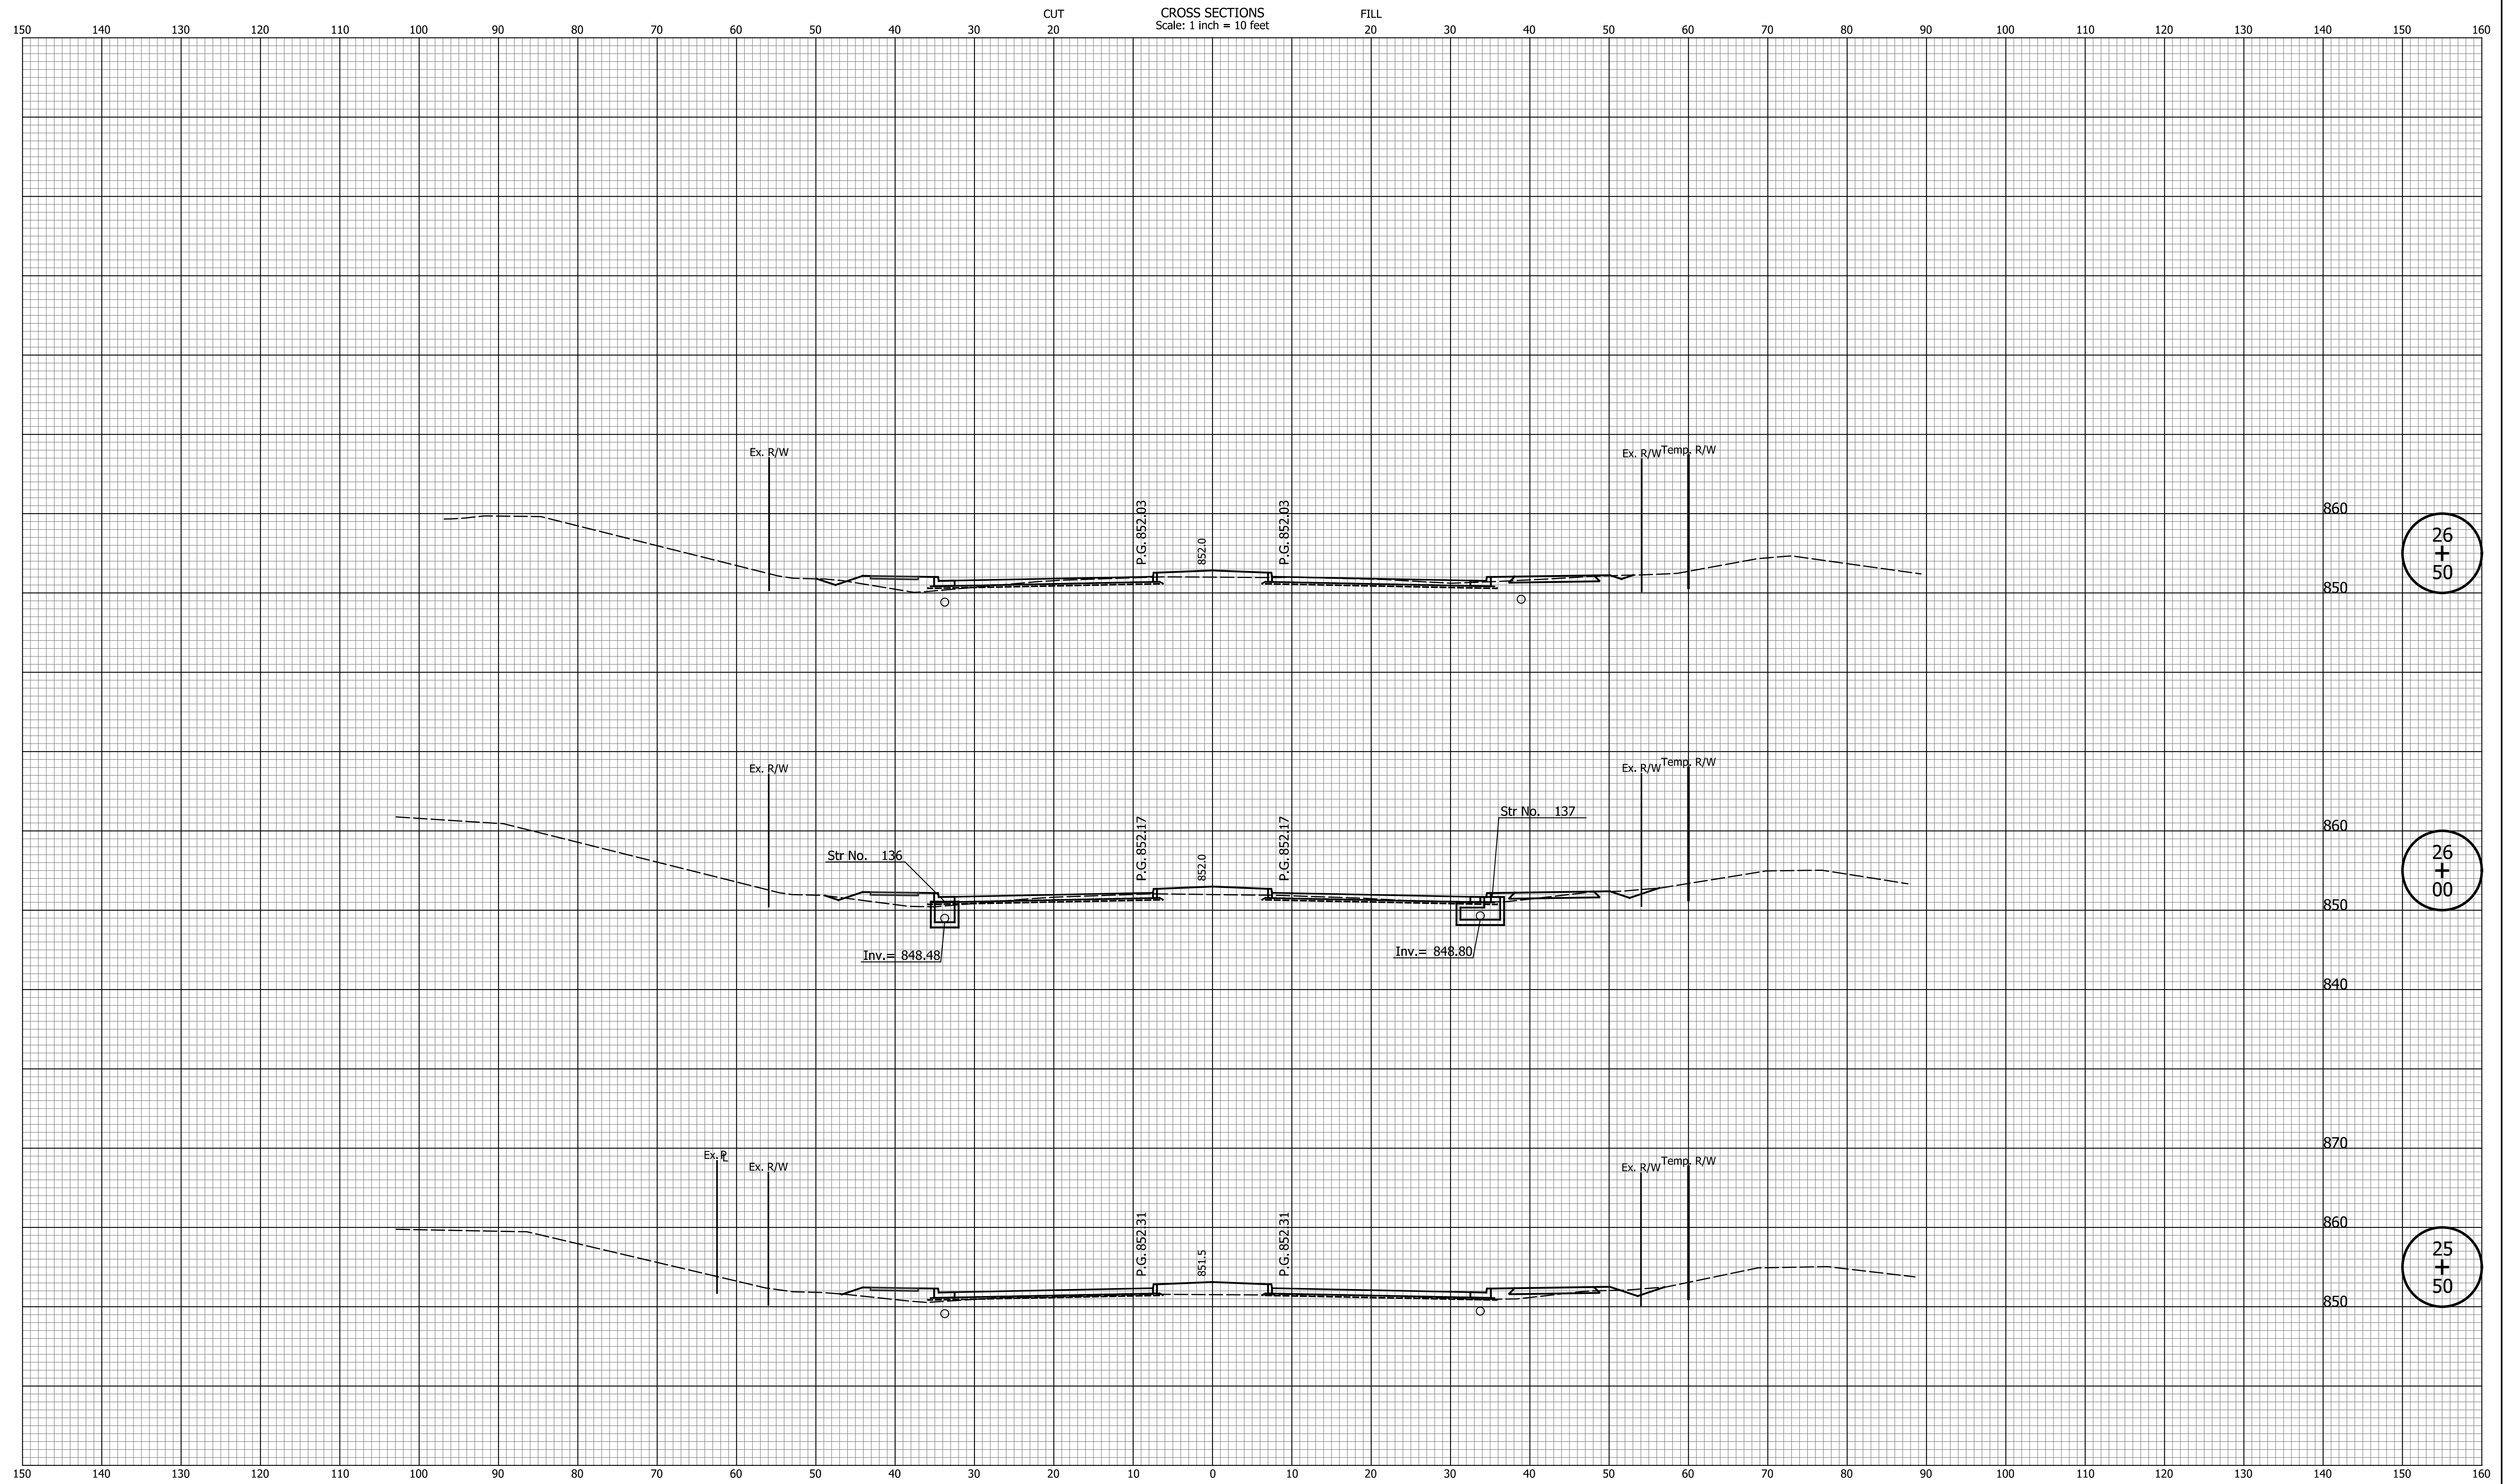 CUT CROSS SECTIONS FILL
Scale: 1 inch = 10 feet
150 140 130 120 110 100 90 80 70 60 50 40 30 20 10 0 10 20 30 40 50 60 70 80 90 100 110 120 130 140 150 160
Ex. R/W
Ex. R/W
Temp. R/W
P.G. 852.03
852.0
P.G. 852.03
860
850
26
+
50
Ex. R/W
Ex. R/W
Temp. R/W
Str No. 137
Str No. 136
P.G. 852.17
852.0
P.G. 852.17
Inv.= 848.48
Inv.= 848.80
860
850
840
26
+
00
870
Ex. PL
Ex. R/W
Ex. R/W
Temp. R/W
P.G. 852.31
851.5
P.G. 852.31
860
850
25
+
50
150 140 130 120 110 100 90 80 70 60 50 40 30 20 10 0 10 20 30 40 50 60 70 80 90 100 110 120 130 140 150 160